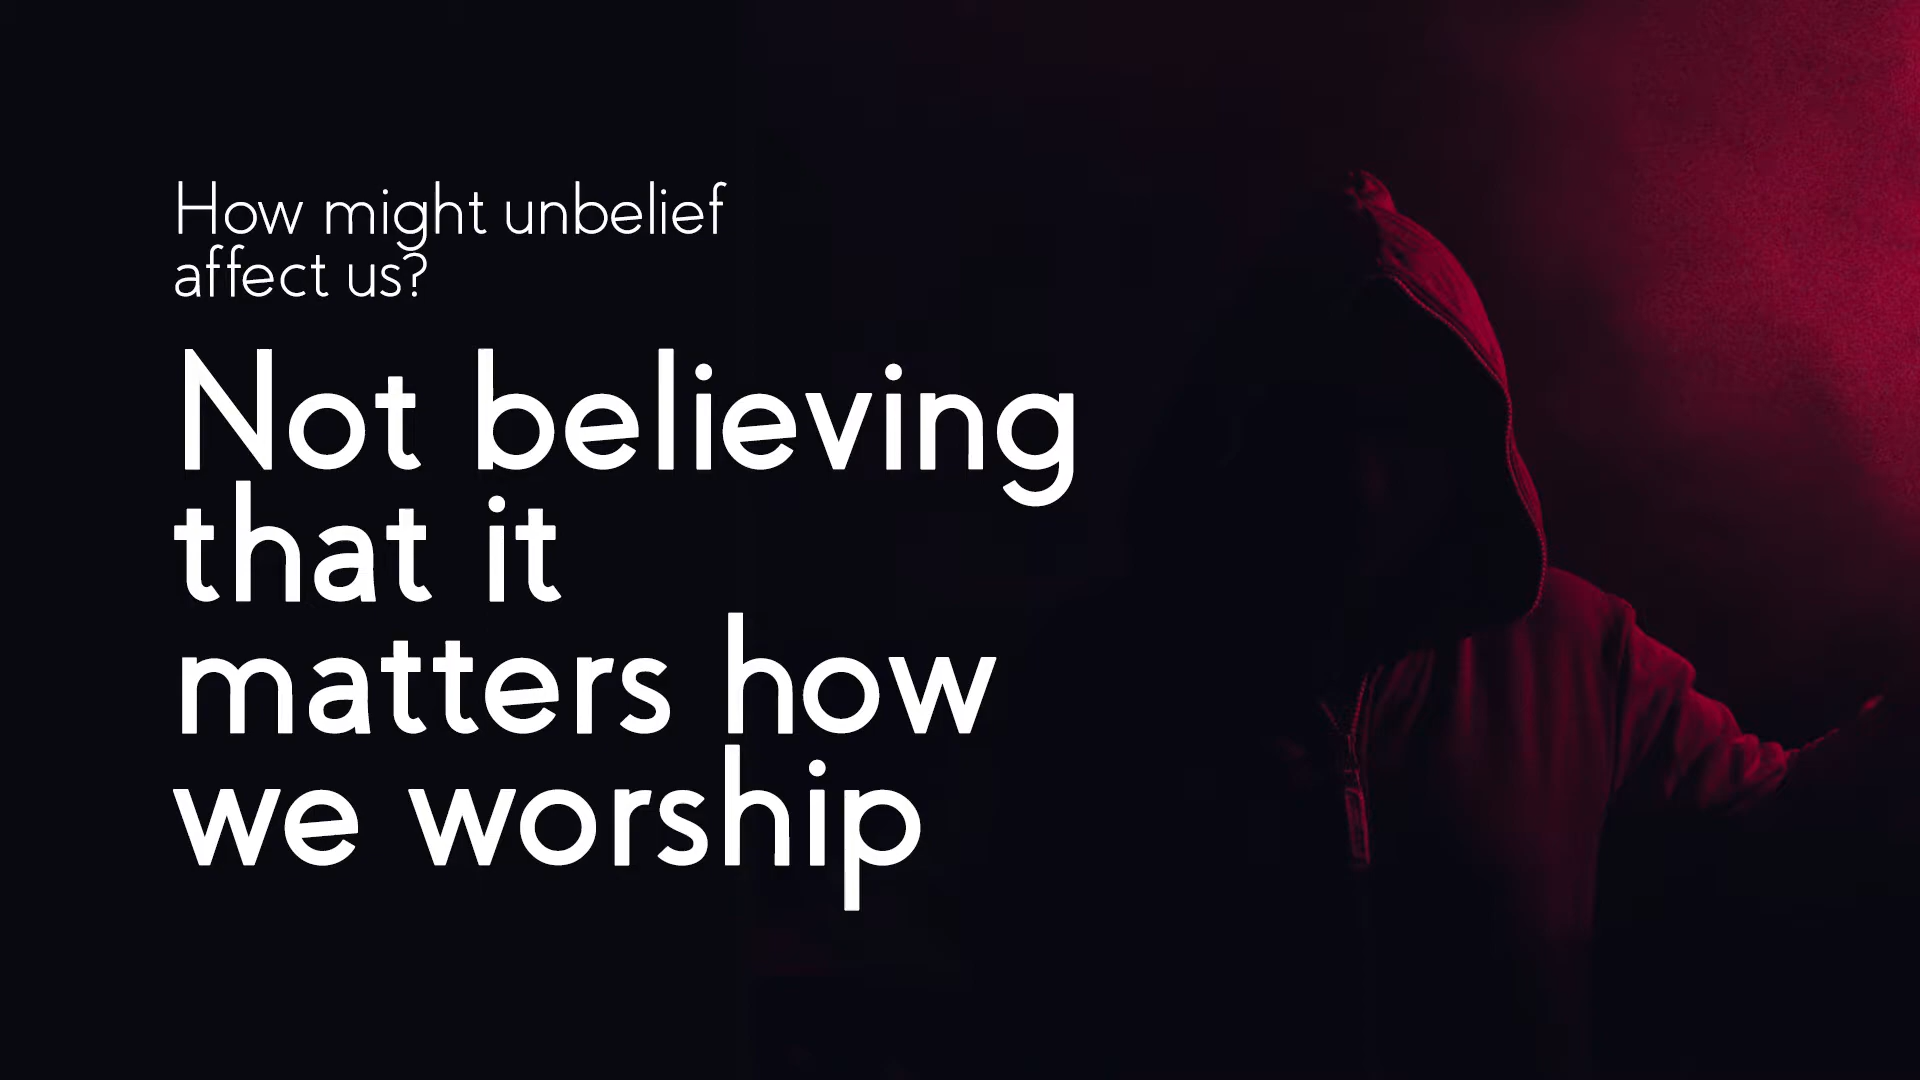 How might unbelief
affect us?
Not believing
that it
matters how
we worship